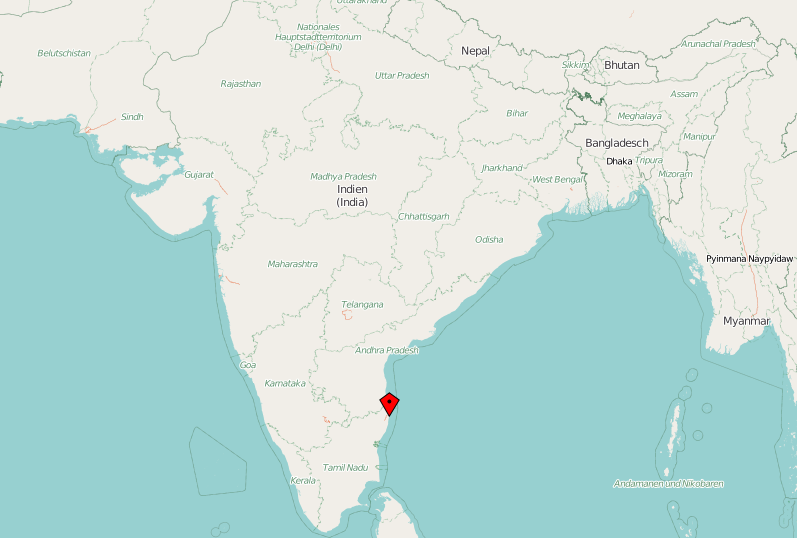 Uttarakhand
Nationales
Hauptstadtterritorium
Delhi (Delhi)
Belutschistan
Nepal
Arunachal Pradesh
Sikkim
Bhutan
Uttar Pradesh
Rajasthan
Assam
Sindh
Bihar
Meghalaya
Manipur
Bangladesch
Dhaka
Tripura
Jharkhand
Gujarat
Madhya Pradesh
West Bengal
Mizoram
Indien
(India)
Chhattisgarh
Odisha
Maharashtra
Pyinmana Naypyidaw
Telangana
Myanmar
Andhra Pradesh
Goa
Karnataka
Tamil Nadu
Kerala
Andamanen und Nikobaren